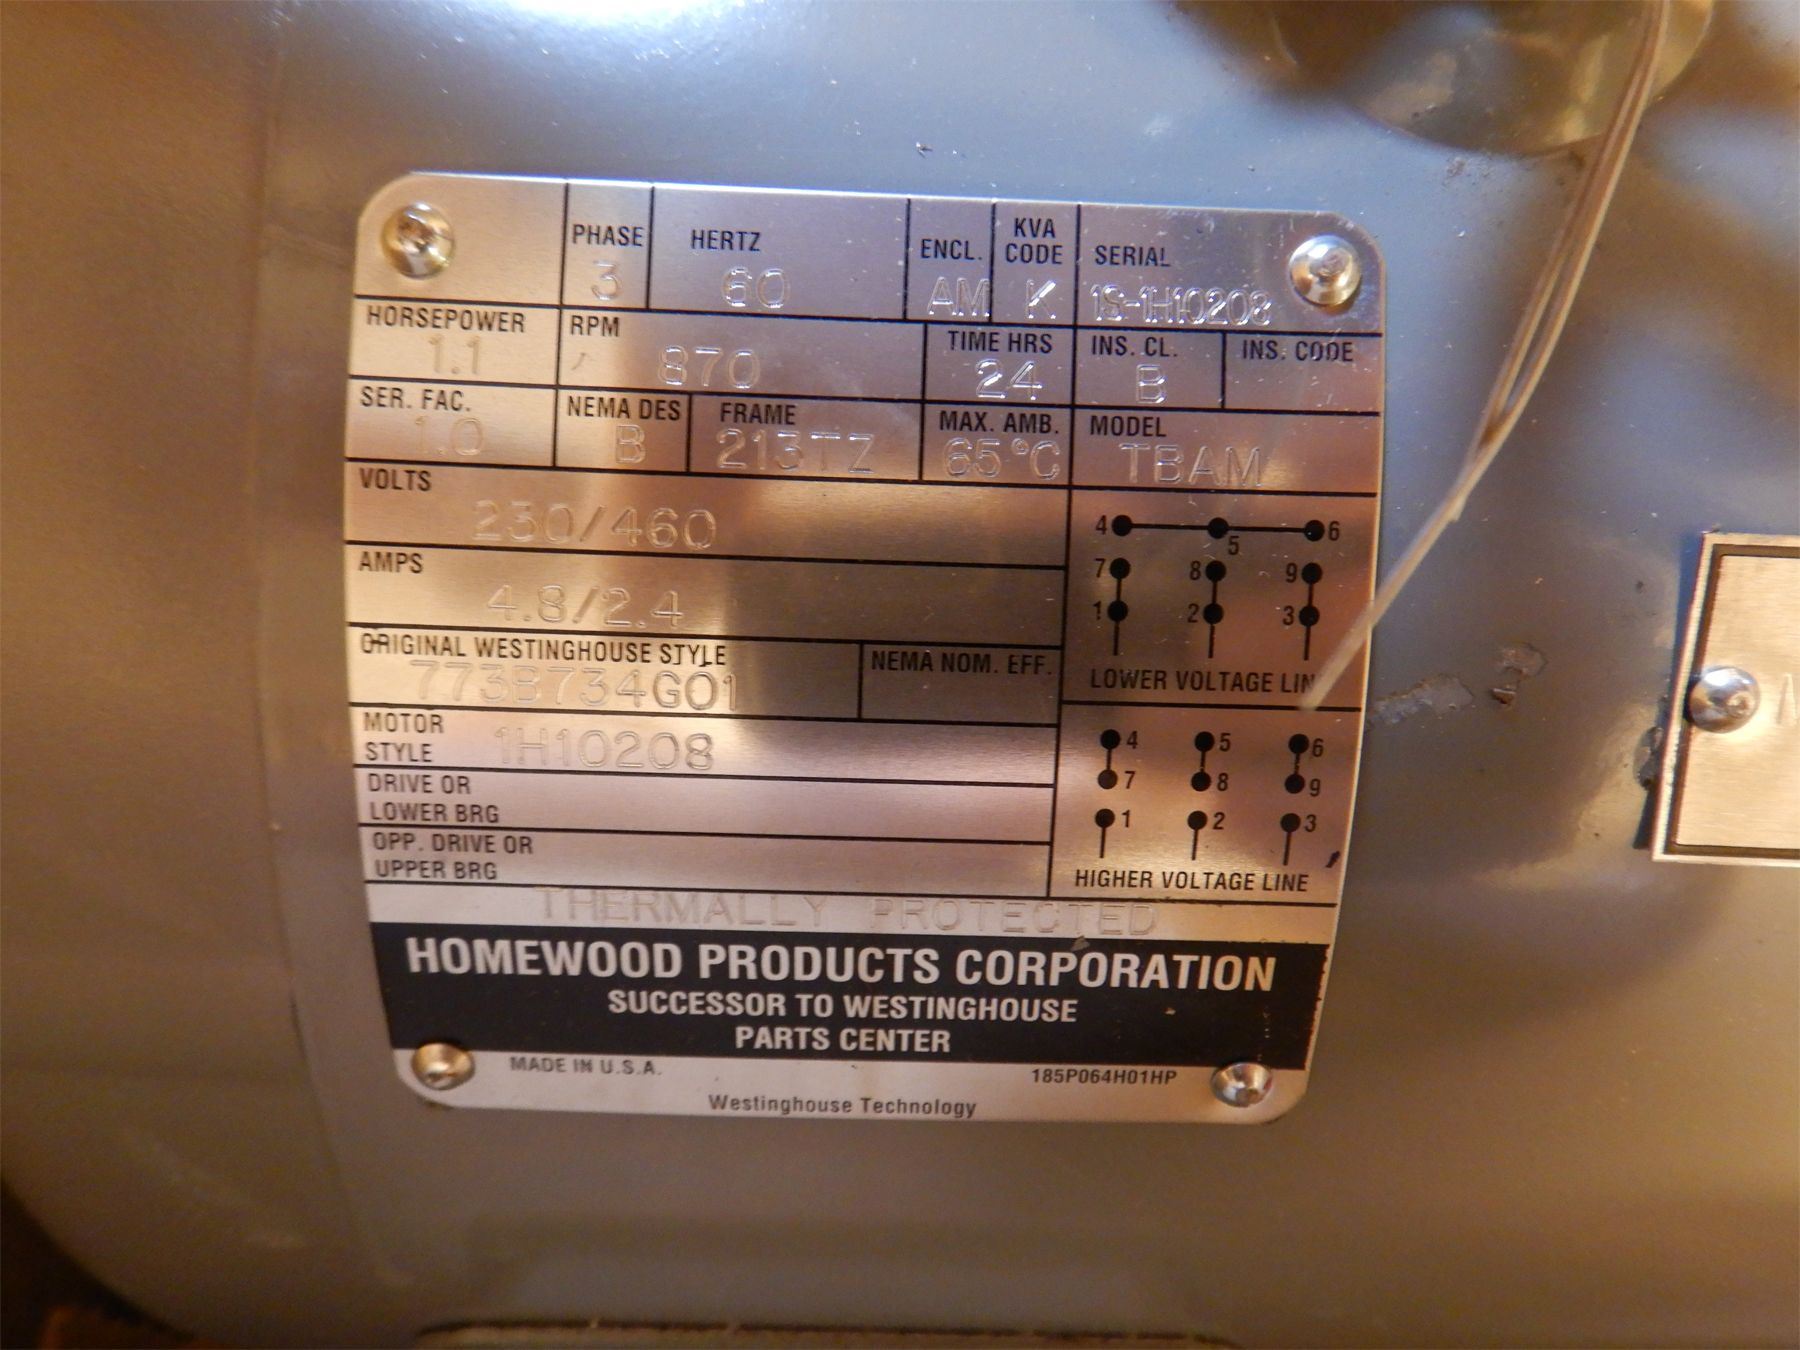 PHASE HERTZ ENCL. KVA CODE SERIAL
3 60 AM K 1S-1H10208
HORSEPOWER RPM TIME HRS INS. CL. INS. CODE
1.1 870 24 B
SER. FAC. NEMA DES FRAME MAX. AMB. MODEL
1.0 B 213TZ 65°C TBAM
VOLTS
230/460
4 5 6
AMPS
7 8 9
4.8/2.4
1 2 3
ORIGINAL WESTINGHOUSE STYLE NEMA NOM. EFF.
773B734G01
LOWER VOLTAGE
MOTOR
STYLE 1H10208
4 5 6
7 8 9
DRIVE OR
LOWER BRG
1 2 3
OPP. DRIVE OR
UPPER BRG
HIGHER VOLTAGE LINE
THERMALLY PROTECTED
HOMEWOOD PRODUCTS CORPORATION
SUCCESSOR TO WESTINGHOUSE
PARTS CENTER
MADE IN U.S.A. 185P064H01HP
Westinghouse Technology